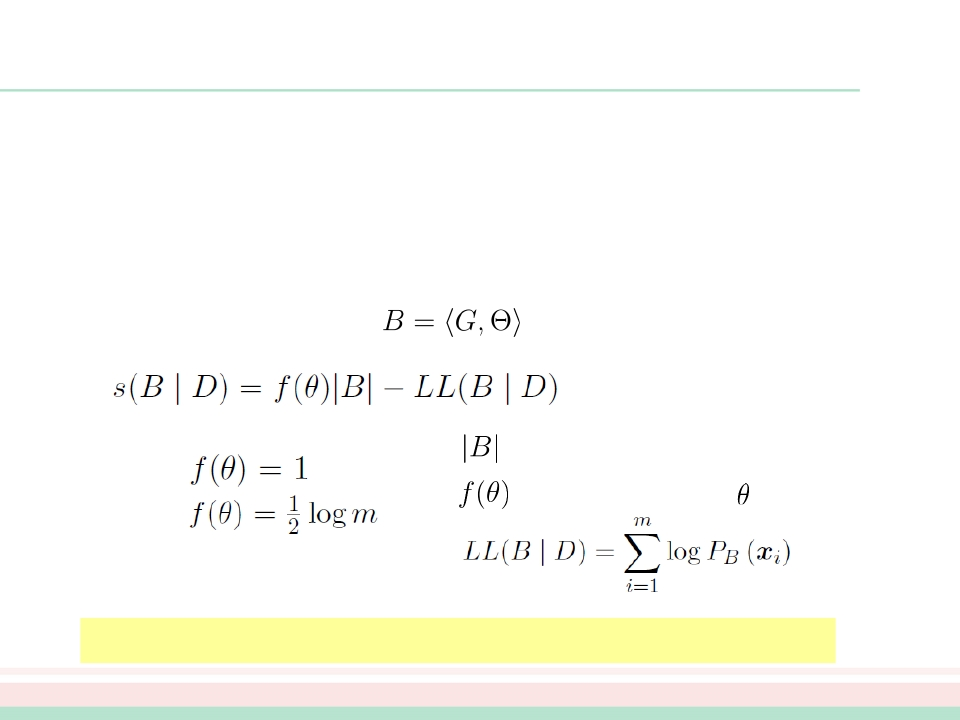 B = ⟨G, Θ⟩
s(B | D) = f(θ)|B| − LL(B | D)
f(θ) = 1
f(θ) = 1/2 log m
|B|
f(θ) θ
LL(B | D) = ∑_{i=1}^{m} log P_B (x_i)